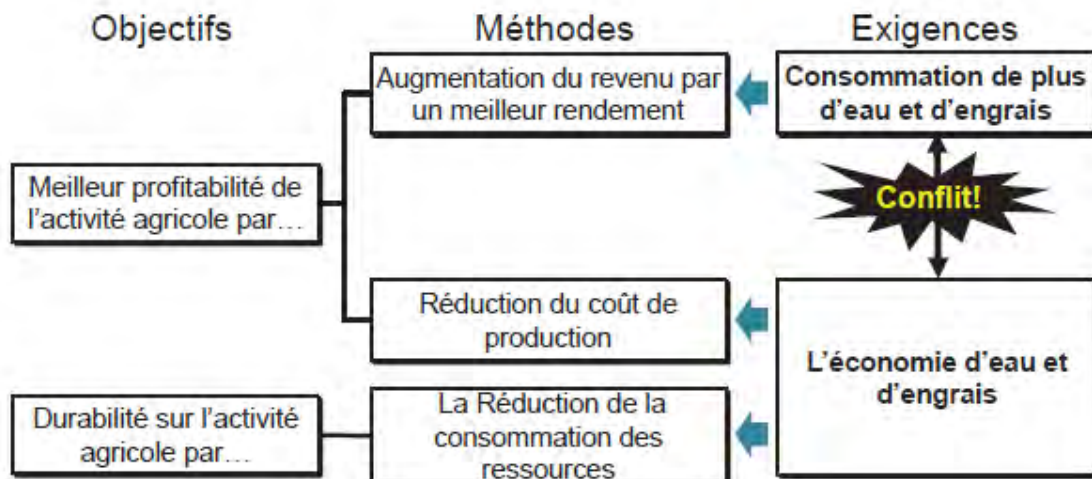 Objectifs
Méthodes
Exigences
Augmentation du revenu par
un meilleur rendement
Consommation de plus
d'eau et d'engrais
Meilleur profitabilité de
l'activité agricole par…
Conflit!
Réduction du coût de
production
L'économie d'eau et
d'engrais
Durabilité sur l'activité
agricole par…
La Réduction de la
consommation des
ressources